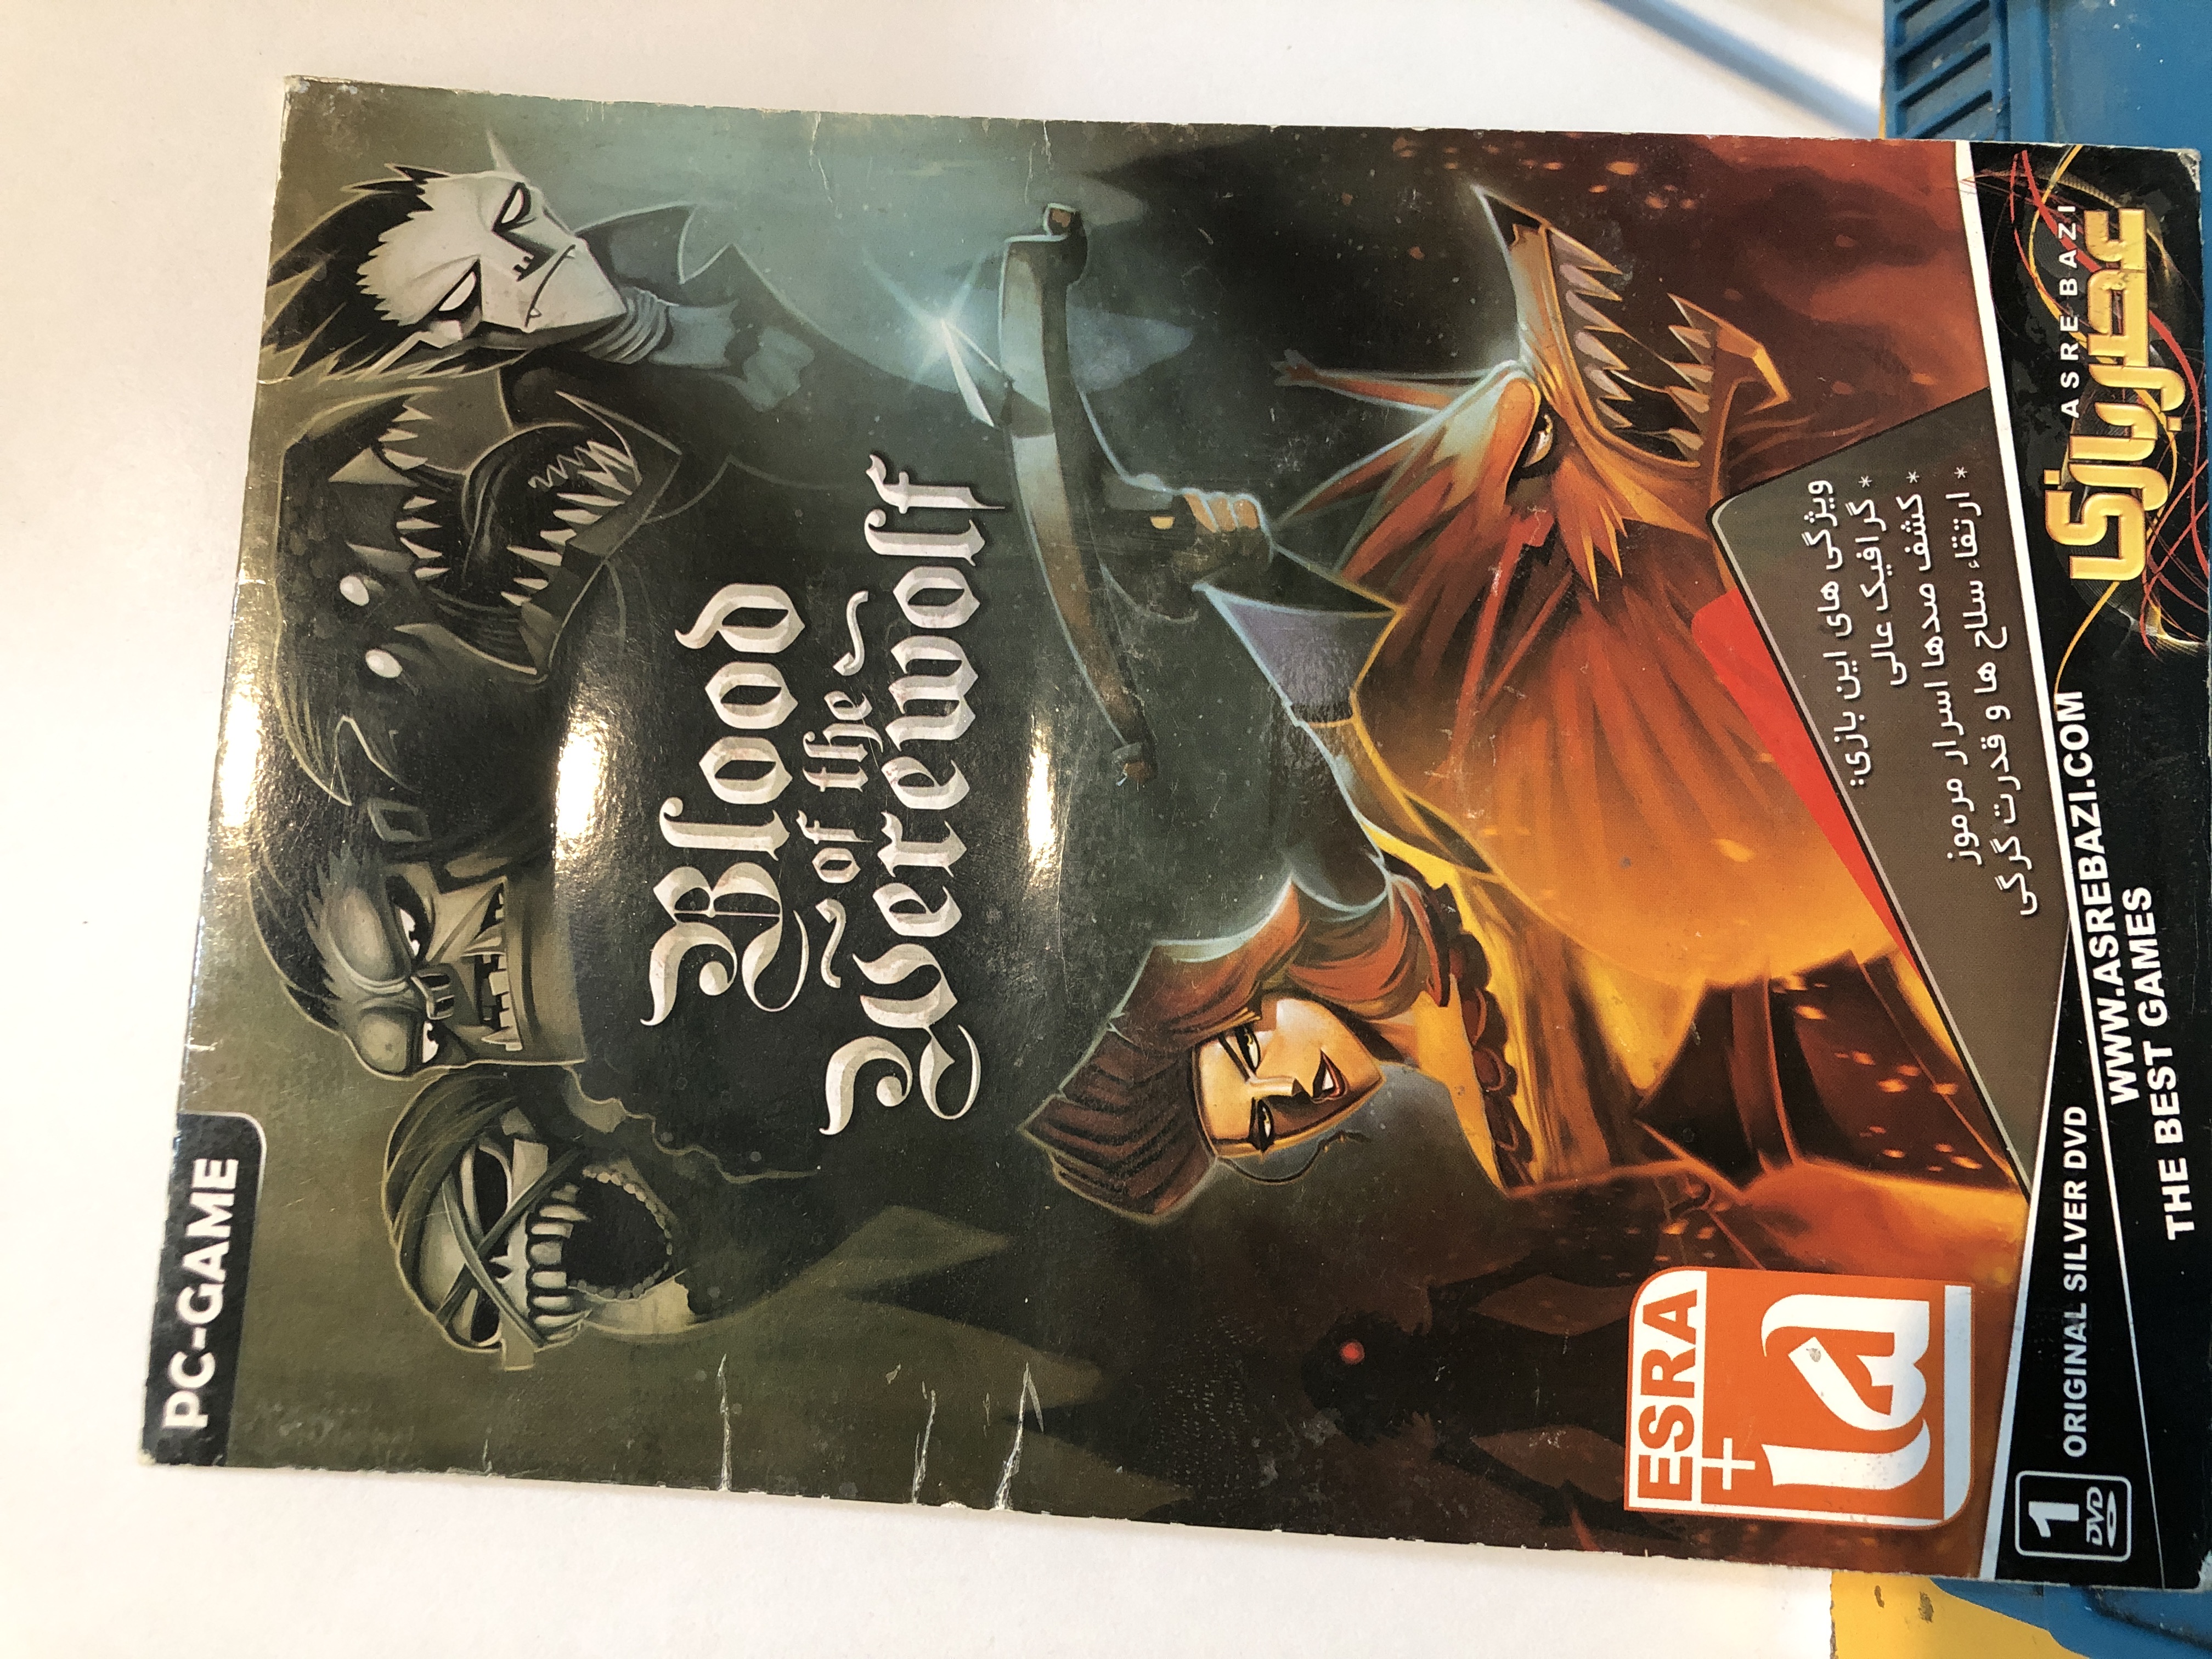 PC-GAME
Blood
of the
Werewolf
ویژگی های این بازی:
* گرافیک عالی
* کشف صدها اسرار مرموز
* ارتقاء سلاح ها و قدرت گرگی
ESRA
+
1
DVD
ORIGINAL SILVER DVD
WWW.ASREBAZI.COM
THE BEST GAMES
ASRE BAZI
عصر بازی